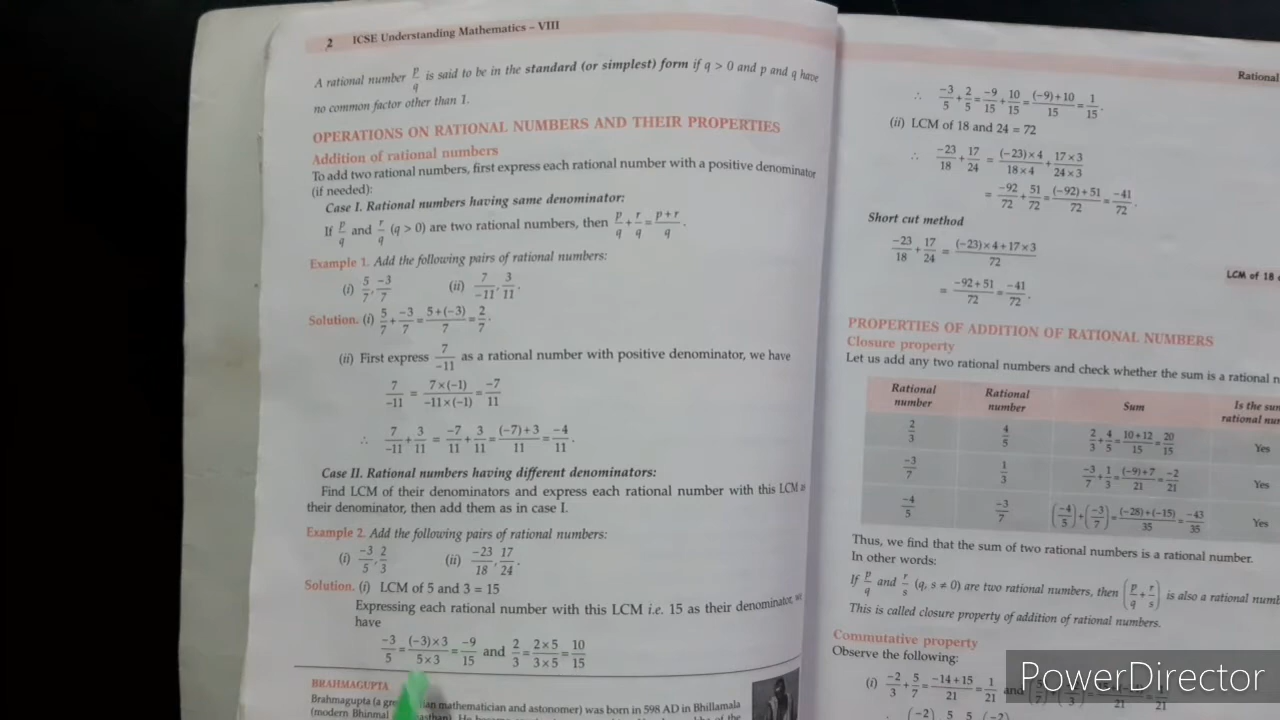 2 ICSE Understanding Mathematics – VIII
A rational number p/q is said to be in the standard (or simplest) form if q > 0 and p and q have
no common factor other than 1.
OPERATIONS ON RATIONAL NUMBERS AND THEIR PROPERTIES
Addition of rational numbers
To add two rational numbers, first express each rational number with a positive denominator
(if needed):
Case I. Rational numbers having same denominator:
If p/q and r/q (q > 0) are two rational numbers, then p/q + r/q = (p+r)/q.
Example 1. Add the following pairs of rational numbers:
(i) 5/7, -3/7 (ii) 7/-11, 3/11.
Solution. (i) 5/7 + -3/7 = (5+(-3))/7 = 2/7.
(ii) First express 7/-11 as a rational number with positive denominator, we have
7/-11 = (7×(-1))/(-11×(-1)) = -7/11
∴ 7/-11 + 3/11 = -7/11 + 3/11 = ((-7)+3)/11 = -4/11.
Case II. Rational numbers having different denominators:
Find LCM of their denominators and express each rational number with this LCM as
their denominator, then add them as in case I.
Example 2. Add the following pairs of rational numbers:
(i) -3/5, 2/3 (ii) -23/18, 17/24.
Solution. (i) LCM of 5 and 3 = 15
Expressing each rational number with this LCM i.e. 15 as their denominator, we
have
-3/5 = ((-3)×3)/(5×3) = -9/15 and 2/3 = (2×5)/(3×5) = 10/15
BRAHMAGUPTA
Brahmagupta (a mathematician and astonomer) was born in 598 AD in Bhillamala
(modern Bhinmal
Rational
∴ -3/5 + 2/5 = -9/15 + 10/15 = ((-9)+10)/15 = 1/15.
(ii) LCM of 18 and 24 = 72
∴ -23/18 + 17/24 = ((-23)×4)/(18×4) + (17×3)/(24×3)
= -92/72 + 51/72 = ((-92)+51)/72 = -41/72.
Short cut method
-23/18 + 17/24 = ((-23)×4+17×3)/72
LCM of 18
= (-92+51)/72 = -41/72.
PROPERTIES OF ADDITION OF RATIONAL NUMBERS
Closure property
Let us add any two rational numbers and check whether the sum is a rational n
Rational number Rational number Sum Is the sum rational num
2/3 4/5 2/3 + 4/5 = (10+12)/15 = 20/15 Yes
-3/7 1/3 -3/7 + 1/3 = ((-9)+7)/21 = -2/21 Yes
-4/5 -3/7 (-4/5) + (-3/7) = ((-28)+(-15))/35 = -43/35 Yes
Thus, we find that the sum of two rational numbers is a rational number.
In other words:
If p/q and r/s (q, s ≠ 0) are two rational numbers, then (p/q + r/s) is also a rational numb
This is called closure property of addition of rational numbers.
Commutative property
Observe the following:
(i) -2/3 + 5/7 = (-14+15)/21 = 1/21 and
PowerDirector